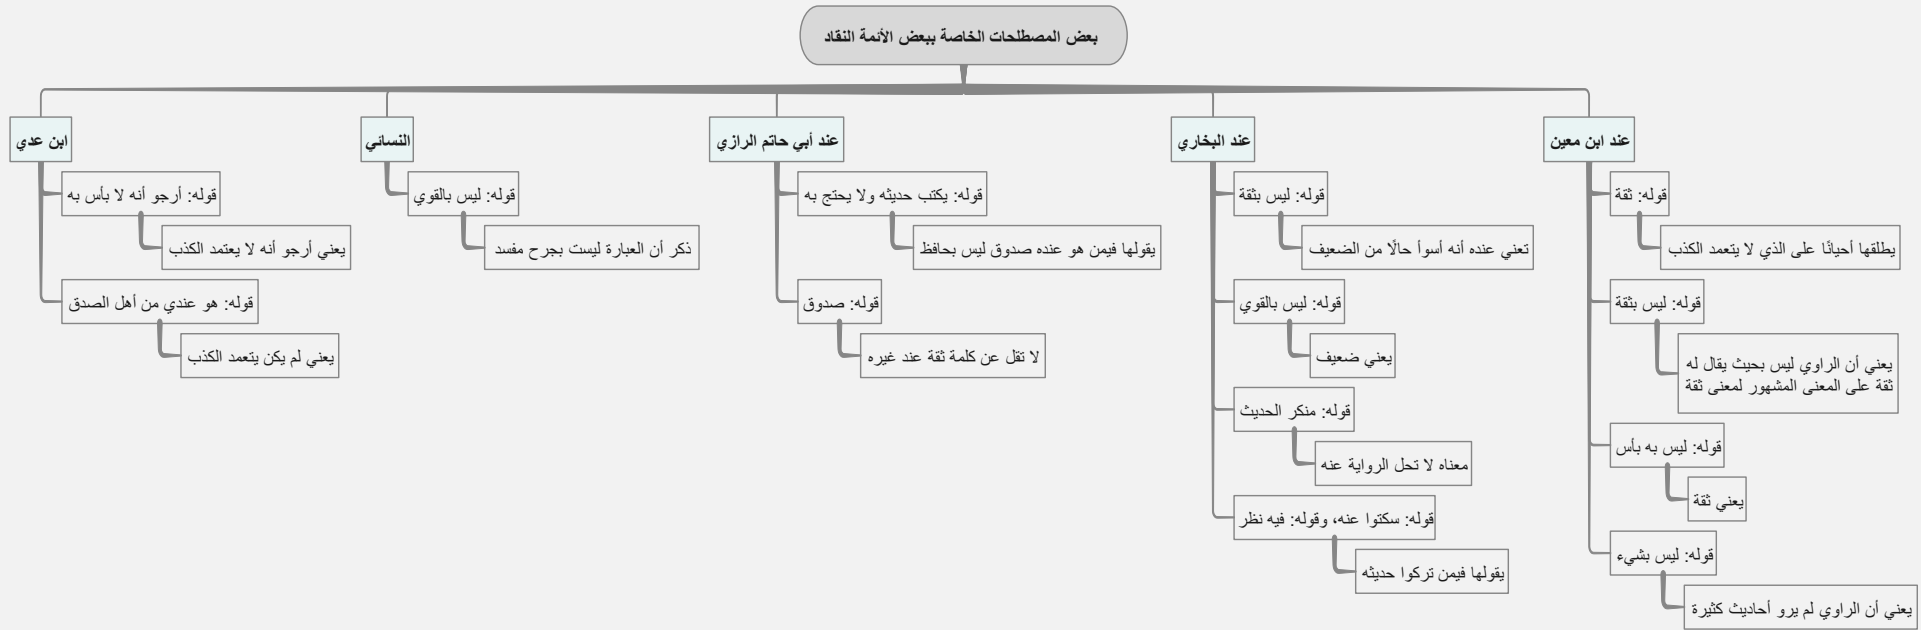 بعض المصطلحات الخاصة ببعض الأئمة النقاد
عند ابن معين
قوله: ثقة
يطلقها أحيانًا على الذي لا يتعمد الكذب
قوله: ليس بثقة
يعني أن الراوي ليس بحيث يقال له
ثقة على المعنى المشهور لمعنى ثقة
قوله: ليس به بأس
يعني ثقة
قوله: ليس بشيء
يعني أن الراوي لم يرو أحاديث كثيرة
عند البخاري
قوله: ليس بثقة
تعني عنده أنه أسوأ حالًا من الضعيف
قوله: ليس بالقوي
يعني ضعيف
قوله: منكر الحديث
معناه لا تحل الرواية عنه
قوله: سكتوا عنه، وقوله: فيه نظر
يقولها فيمن تركوا حديثه
عند أبي حاتم الرازي
قوله: يكتب حديثه ولا يحتج به
يقولها فيمن هو عنده صدوق ليس بحافظ
قوله: صدوق
لا تقل عن كلمة ثقة عند غيره
النسائي
قوله: ليس بالقوي
ذكر أن العبارة ليست بجرح مفسد
ابن عدي
قوله: أرجو أنه لا بأس به
يعني أرجو أنه لا يعتمد الكذب
قوله: هو عندي من أهل الصدق
يعني لم يكن يتعمد الكذب